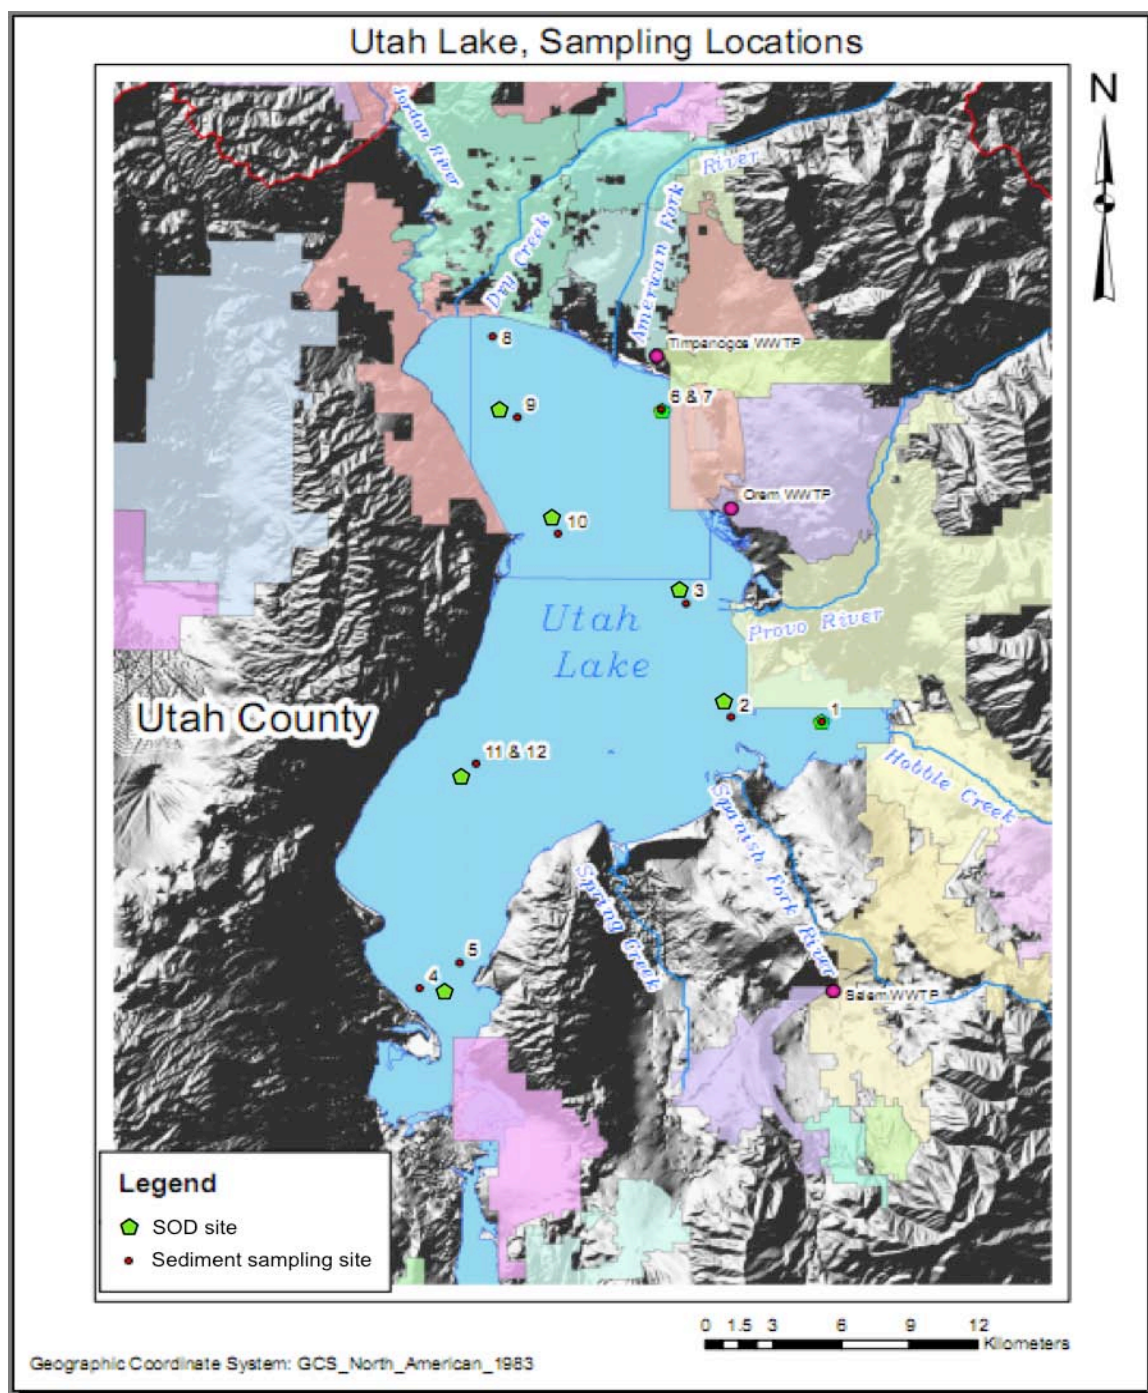 Utah Lake, Sampling Locations
N
Jordan River
Dry Creek
American Fork River
Timpanogos WWTP
8
9
6 & 7
Orem WWTP
10
3
Utah
Lake
Provo River
2
1
Utah County
11 & 12
Hobble Creek
Spanish Fork River
Spring Creek
5
4
Salem WWTP
Legend
SOD site
Sediment sampling site
0 1.5 3 6 9 12
Kilometers
Geographic Coordinate System: GCS_North_American_1983